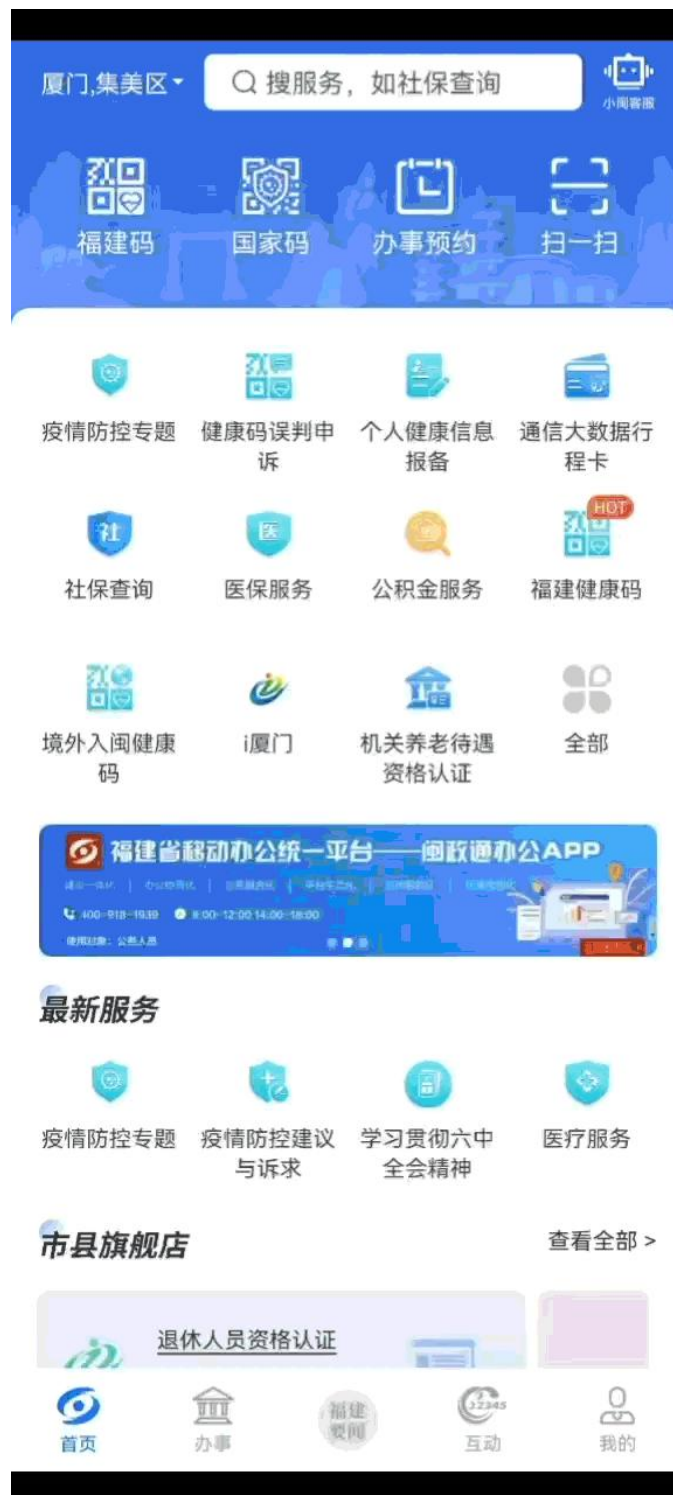 厦门,集美区
搜服务，如社保查询
小闽客服
福建码
国家码
办事预约
扫一扫
疫情防控专题
健康码误判申
诉
个人健康信息
报备
通信大数据行
程卡
社
医
HOT
社保查询
医保服务
公积金服务
福建健康码
境外入闽健康
码
i厦门
机关养老待遇
资格认证
全部
福建省移动办公统一平台——闽政通办公APP
400-918-1939
8:00-12:00 14:00-18:00
使用对象：公务人员
最新服务
疫情防控专题
疫情防控建议
与诉求
学习贯彻六中
全会精神
医疗服务
市县旗舰店
查看全部 >
退休人员资格认证
首页
办事
福建
要闻
12345
互动
我的